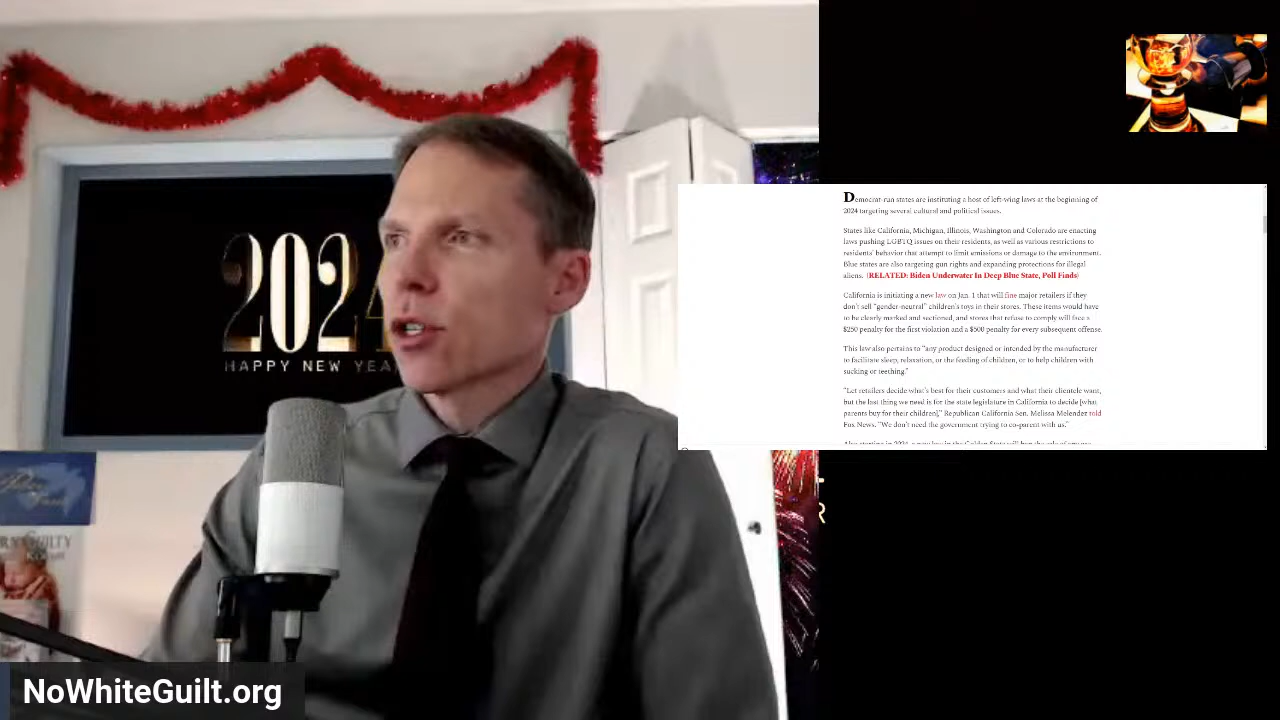 2024
HAPPY NEW YEA
Democrat-run states are instituting a host of left-wing laws at the beginning of
2024 targeting several cultural and political issues.
States like California, Michigan, Illinois, Washington and Colorado are enacting
laws pushing LGBTQ issues on their residents, as well as various restrictions to
residents' behavior that attempt to limit emissions or damage to the environment.
Blue states are also targeting gun rights and expanding protections for illegal
aliens. (RELATED: Biden Underwater In Deep Blue State, Poll Finds)
California is initiating a new law on Jan. 1 that will fine major retailers if they
don't sell "gender-neutral" children's toys in their stores. These items would have
to be clearly marked and sectioned, and stores that refuse to comply will face a
$250 penalty for the first violation and a $500 penalty for every subsequent offense.
This law also pertains to "any product designed or intended by the manufacturer
to facilitate sleep, relaxation, or the feeding of children, or to help children with
sucking or teething."
"Let retailers decide what's best for their customers and what their clientele want,
but the last thing we need is for the state legislature in California to decide [what
parents buy for their children]," Republican California Sen. Melissa Melendez told
Fox News. "We don't need the government trying to co-parent with us."
GUILTY
NoWhiteGuilt.org